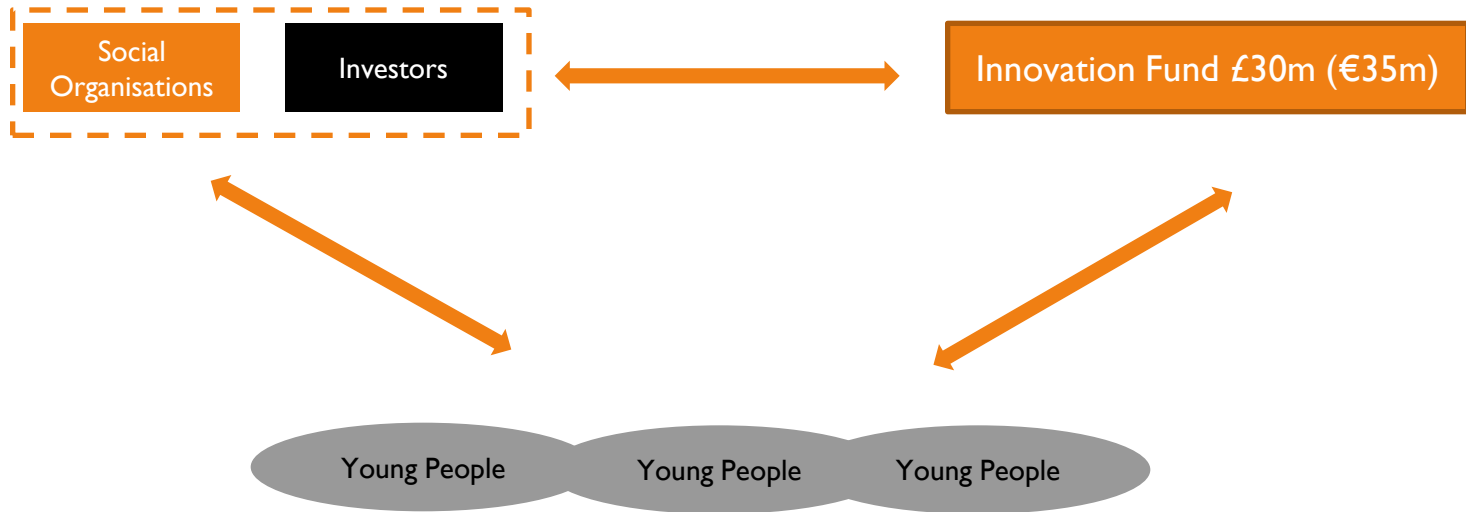 Social
Organisations
Investors
Innovation Fund £30m (€35m)
Young People
Young People
Young People